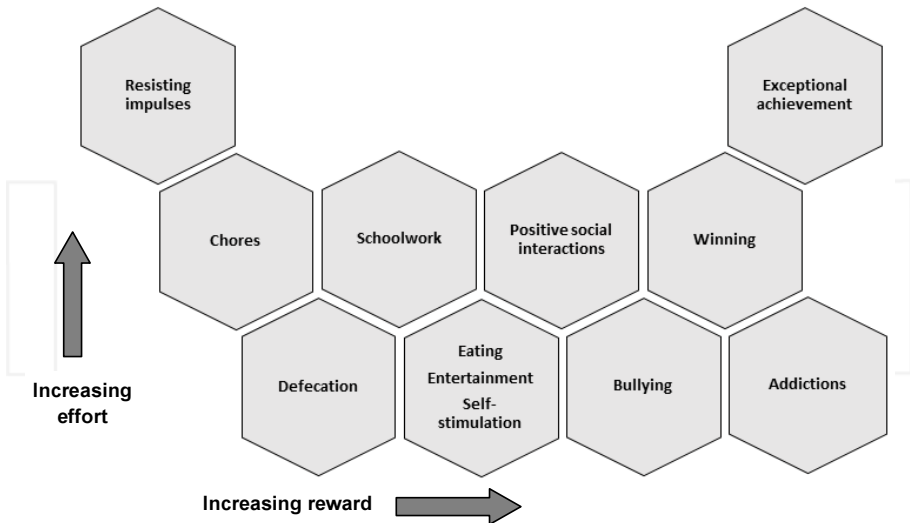 Resisting
impulses
Exceptional
achievement
Chores
Schoolwork
Positive social
interactions
Winning
Increasing
effort
Defecation
Eating
Entertainment
Self-
stimulation
Bullying
Addictions
Increasing reward